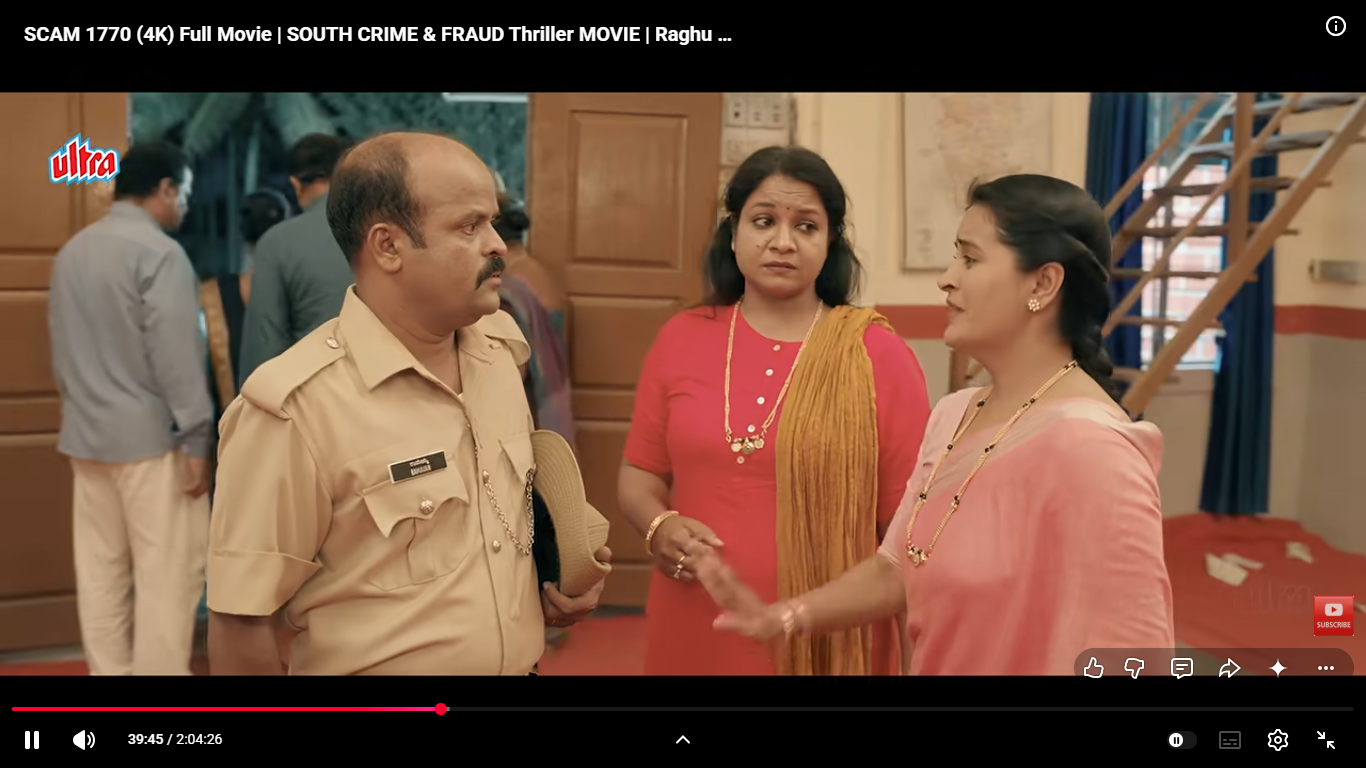 SCAM 1770 (4K) Full Movie | SOUTH CRIME & FRAUD Thriller MOVIE | Raghu ...
ultra
SUBSCRIBE
39:45 / 2:04:26